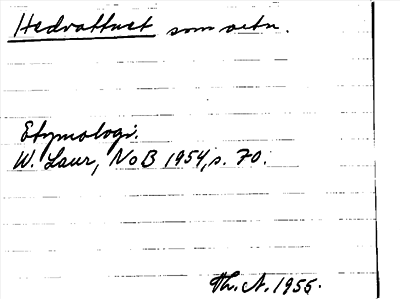 Hedvattnet som ortn.
Etymologi.
W. Laur, NoB 1954, s. 70.
Th. A. 1955.